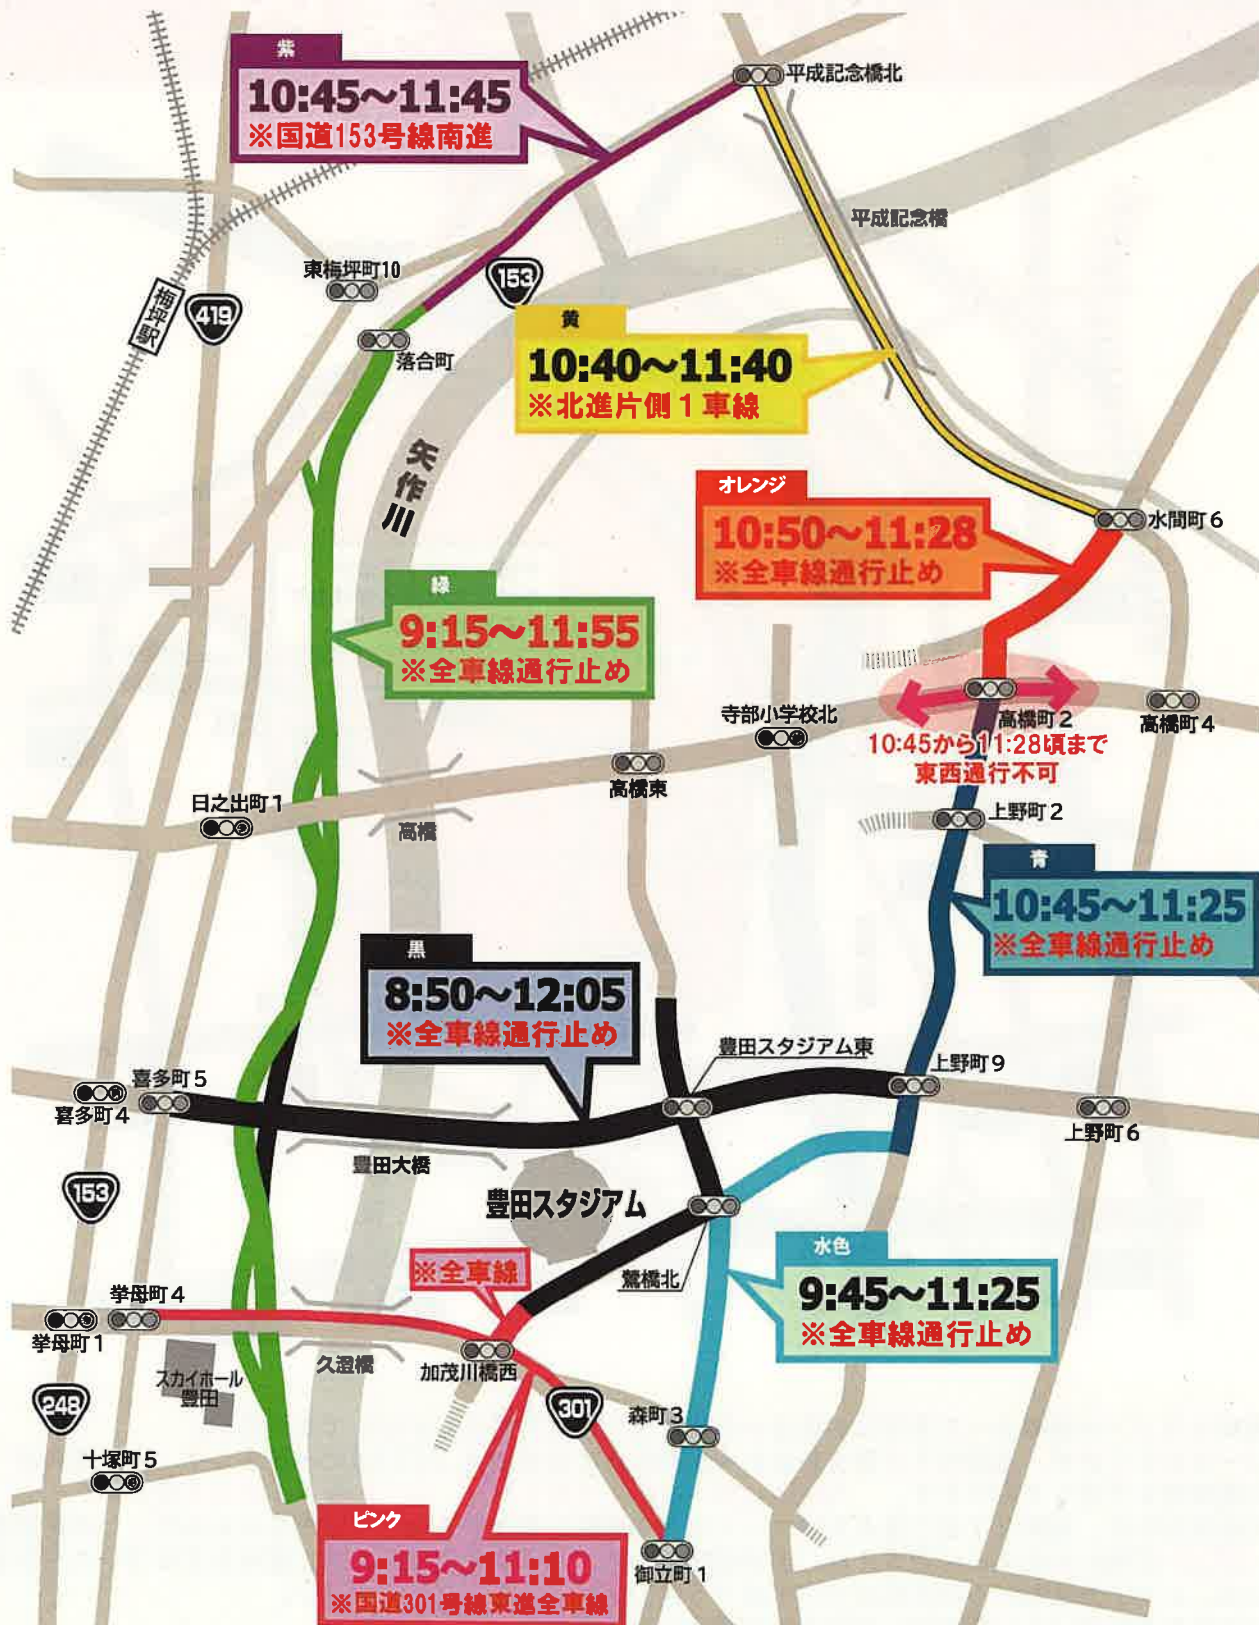 紫
10:45～11:45
※国道153号線南進
平成記念橋北
平成記念橋
東梅坪町10
153
梅坪駅
419
落合町
黄
10:40～11:40
※北進片側1車線
矢作川
オレンジ
10:50～11:28
※全車線通行止め
水間町6
緑
9:15～11:55
※全車線通行止め
寺部小学校北
高橋町2
高橋町4
10:45から11:28頃まで
東西通行不可
高橋東
日之出町1
高橋
上野町2
青
10:45～11:25
※全車線通行止め
黒
8:50～12:05
※全車線通行止め
豊田スタジアム東
上野町9
喜多町5
喜多町4
上野町6
豊田大橋
153
豊田スタジアム
水色
9:45～11:25
※全車線通行止め
※全車線
鷺橋北
挙母町4
挙母町1
久澄橋
加茂川橋西
スカイホール
豊田
248
301
森町3
十塚町5
ピンク
9:15～11:10
※国道301号線東進全車線
御立町1